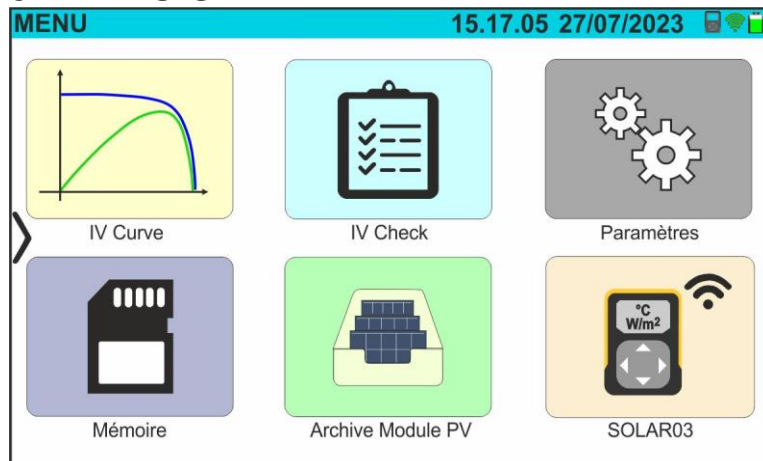 MENU 15.17.05 27/07/2023
IV Curve IV Check Paramètres
°C
W/m²
Mémoire Archive Module PV SOLAR03